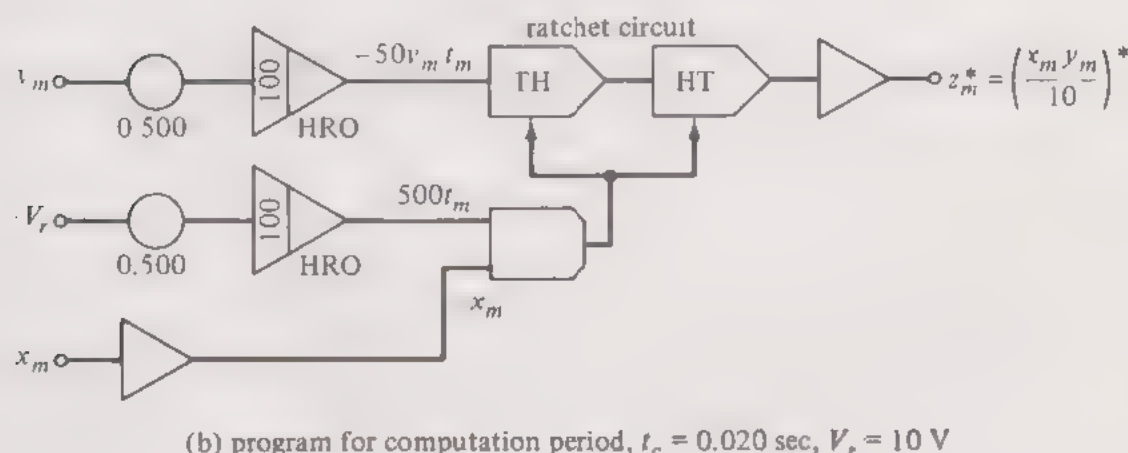 ratchet circuit
y_m
0 500
100
HRO
-50v_m t_m
TH
HT
z_m^* = (x_m y_m / 10)^*
V_r
0.500
100
HRO
500t_m
x_m
x_m
(b) program for computation period, t_c = 0.020 sec, V_r = 10 V